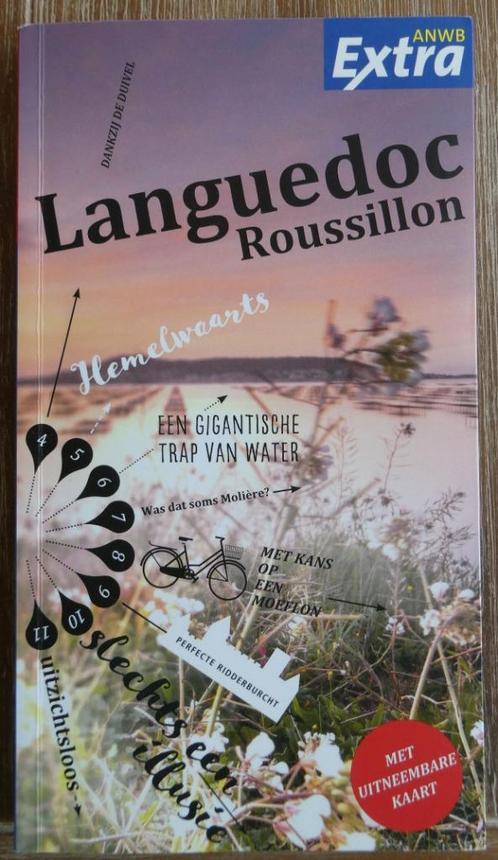 ANWB
Extra
DANKZIJ DE DUIVEL
Languedoc
Roussillon
Hemelwaarts
EEN GIGANTISCHE
TRAP VAN WATER
Was dat soms Molière?
MET KANS
OP
EEN
MOEFLON
4
5
6
7
8
9
10
11
PERFECTE RIDDERBURCHT
slechts een
illusie
uitzichtsloos
MET
UITNEEMBARE
KAART